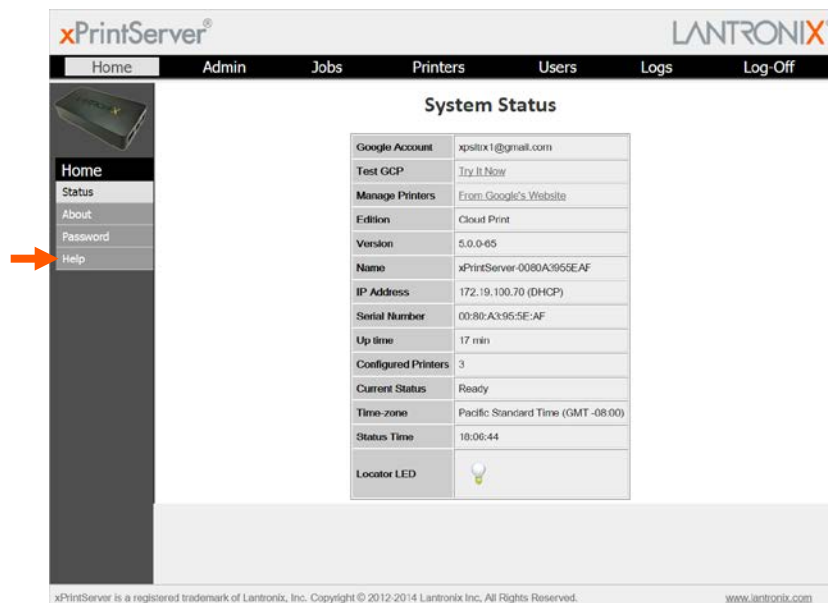 xPrintServer®
LANTRONIX®
Home Admin Jobs Printers Users Logs Log-Off
LANTRONIX
System Status
Home
Status
About
Password
Help
Google Account xpsltrx1@gmail.com
Test GCP Try It Now
Manage Printers From Google's Website
Edition Cloud Print
Version 5.0.0-65
Name xPrintServer-0080A3955EAF
IP Address 172.19.100.70 (DHCP)
Serial Number 00:80:A3:95:5E:AF
Up time 17 min
Configured Printers 3
Current Status Ready
Time-zone Pacific Standard Time (GMT -08:00)
Status Time 18:06:44
Locator LED
xPrintServer is a registered trademark of Lantronix, Inc. Copyright © 2012-2014 Lantronix Inc, All Rights Reserved. www.lantronix.com